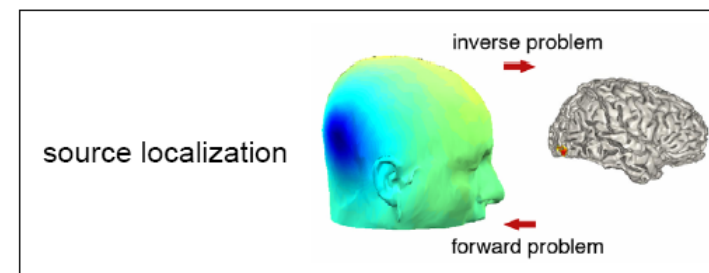 inverse problem
source localization
forward problem